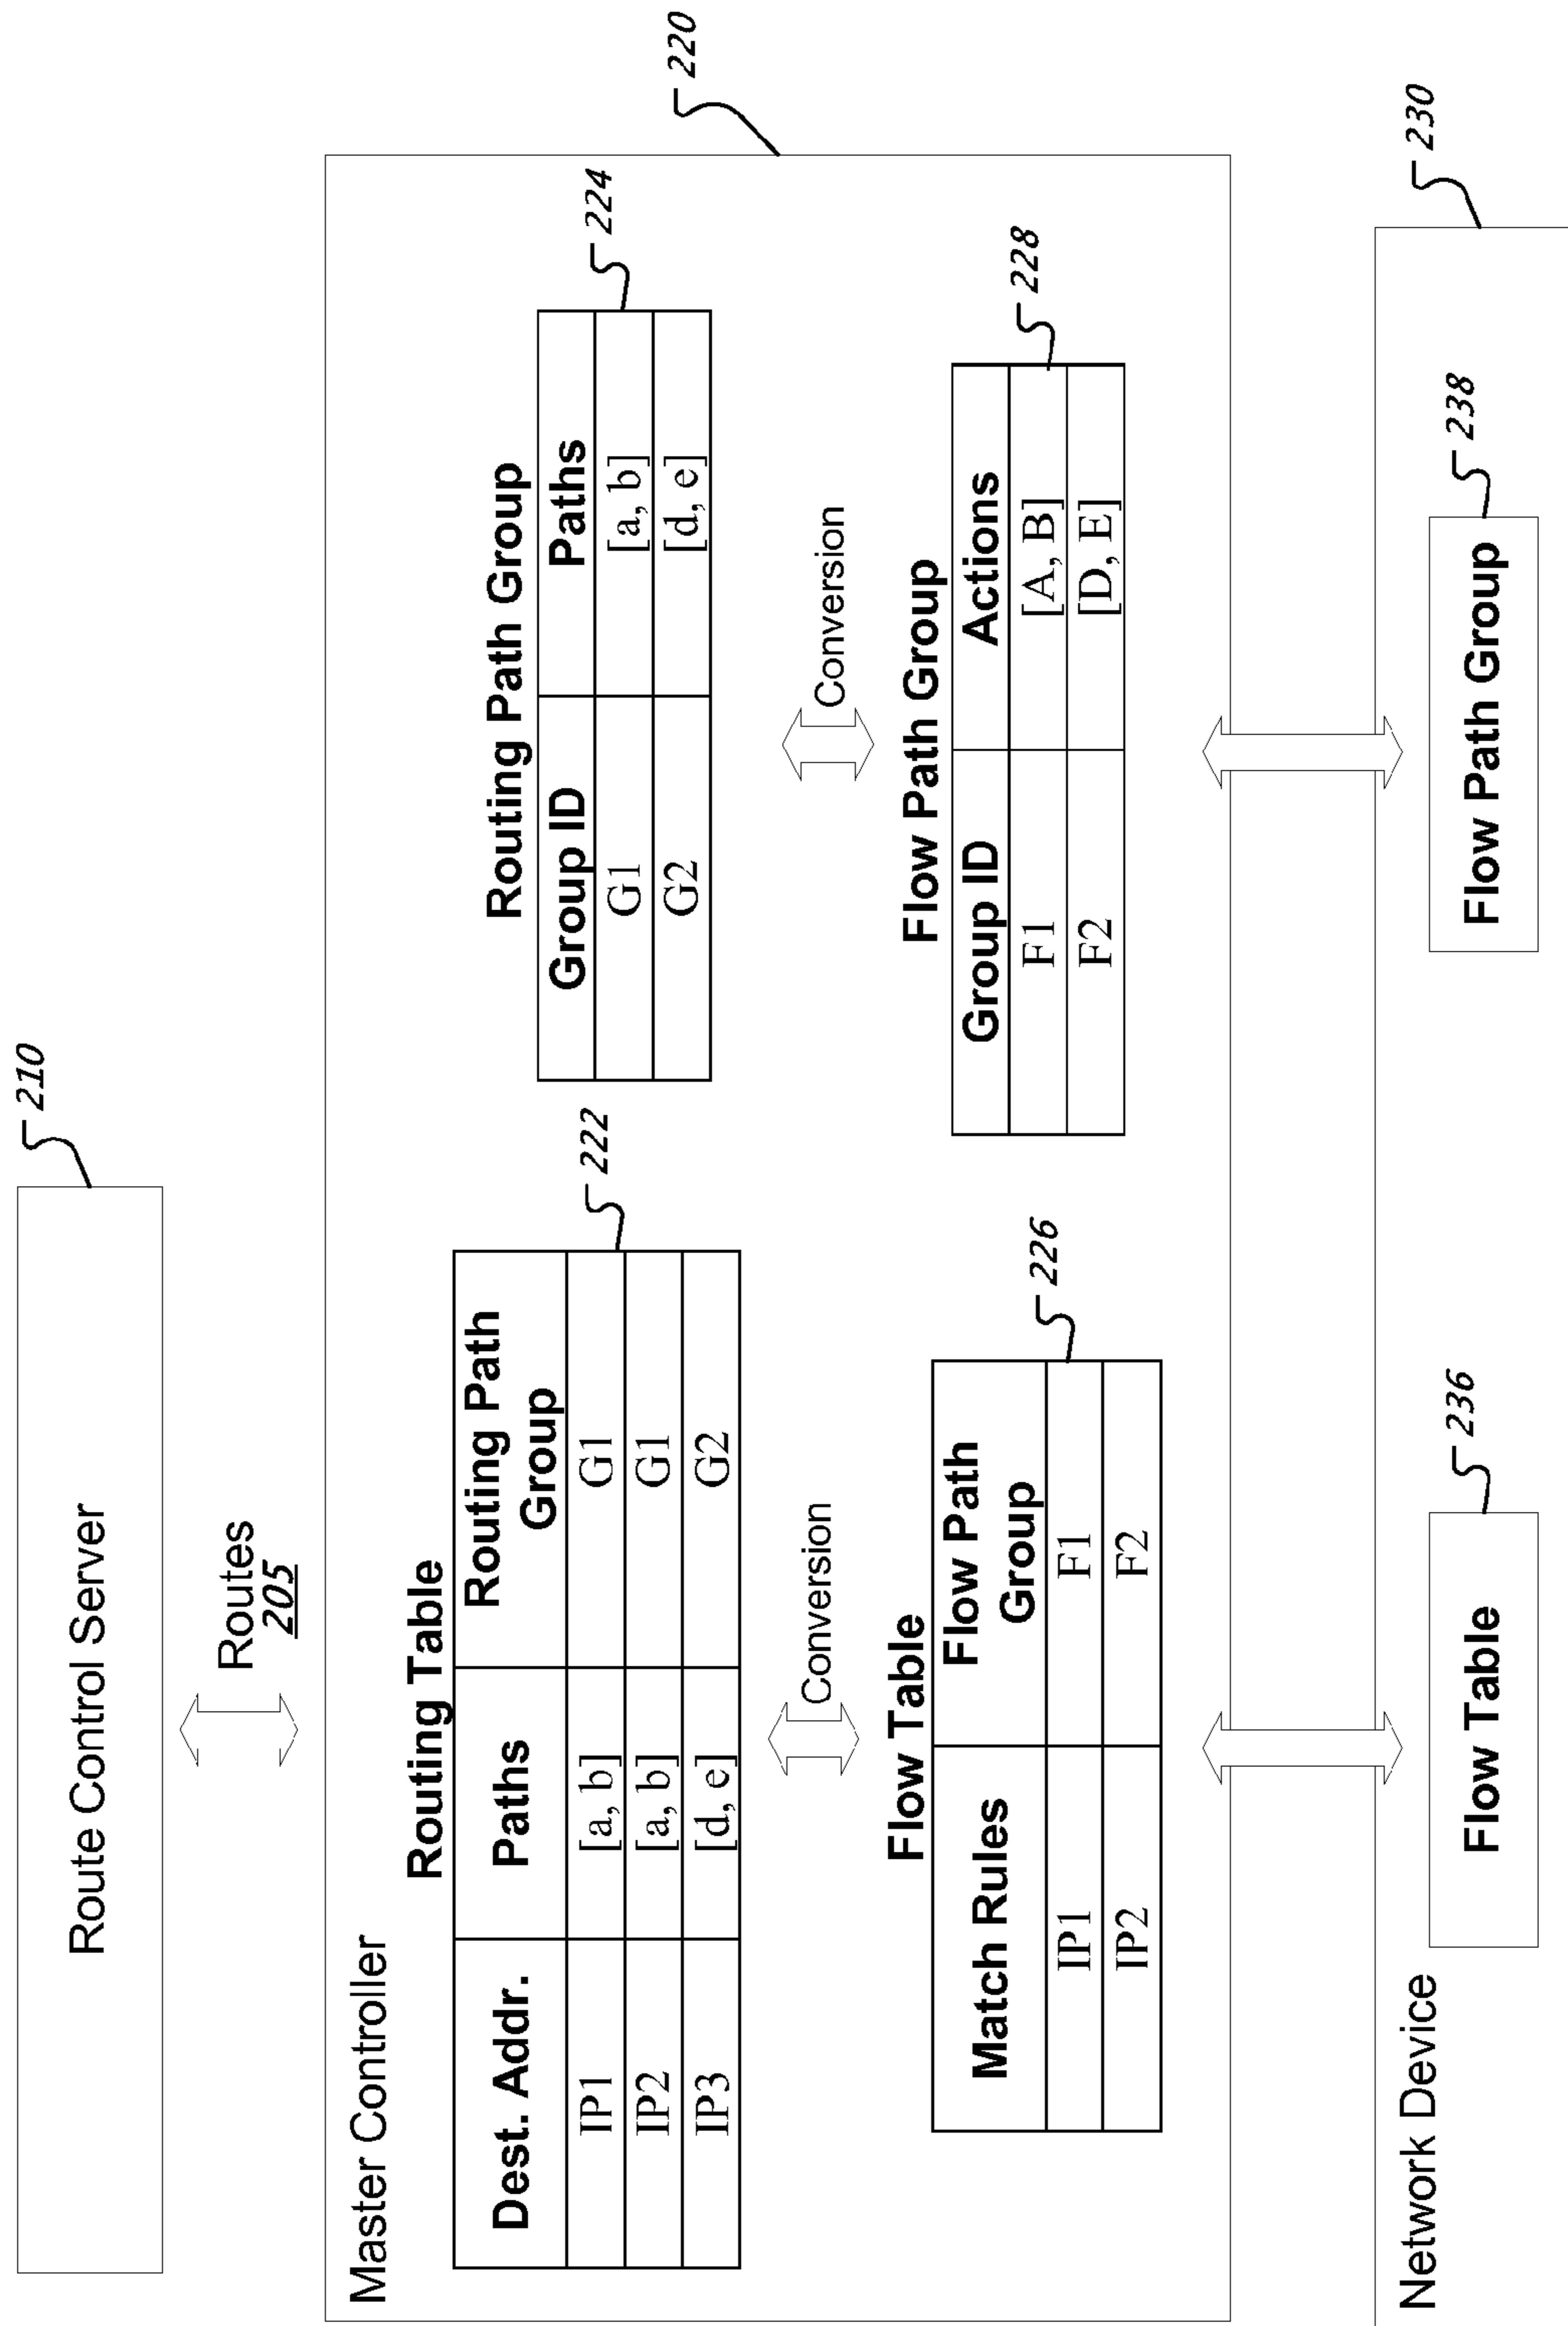 210
Route Control Server
Routes
205
220
Master Controller
Routing Table
222
Dest. Addr. Paths Routing Path Group
IP1 [a, b] G1
IP2 [a, b] G1
IP3 [d, e] G2
Routing Path Group
224
Group ID Paths
G1 [a, b]
G2 [d, e]
Conversion
Conversion
Flow Table
226
Match Rules Flow Path Group
IP1 F1
IP2 F2
Flow Path Group
228
Group ID Actions
F1 [A, B]
F2 [D, E]
230
Network Device
236
Flow Table
238
Flow Path Group